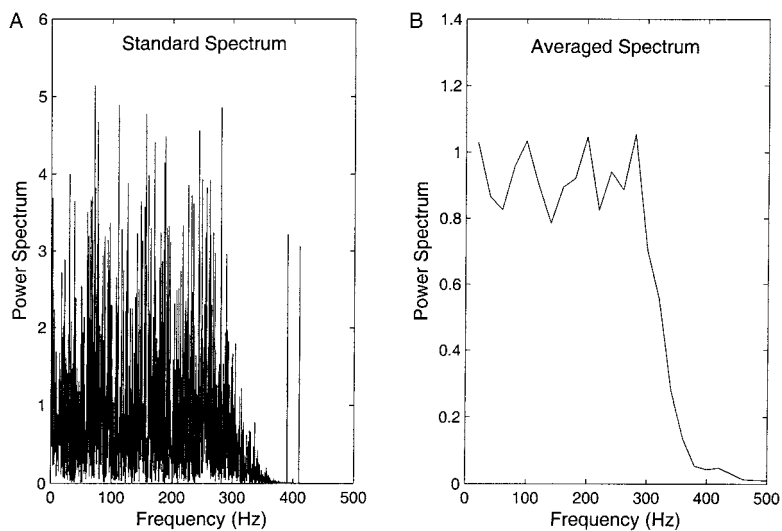 A
Standard Spectrum
Power Spectrum
6
5
4
3
2
1
0
0 100 200 300 400 500
Frequency (Hz)
B
Averaged Spectrum
Power Spectrum
1.4
1.2
1
0.8
0.6
0.4
0.2
0
0 100 200 300 400 500
Frequency (Hz)